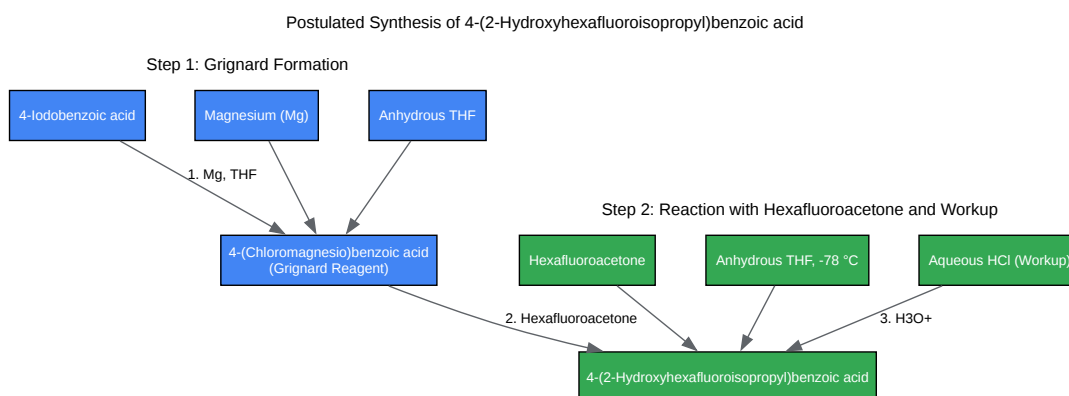 Postulated Synthesis of 4-(2-Hydroxyhexafluoroisopropyl)benzoic acid
Step 1: Grignard Formation
4-Iodobenzoic acid
Magnesium (Mg)
Anhydrous THF
1. Mg, THF
Step 2: Reaction with Hexafluoroacetone and Workup
4-(Chloromagnesio)benzoic acid
(Grignard Reagent)
Hexafluoroacetone
Anhydrous THF, -78 °C
Aqueous HCl (Workup)
2. Hexafluoroacetone
3. H3O+
4-(2-Hydroxyhexafluoroisopropyl)benzoic acid